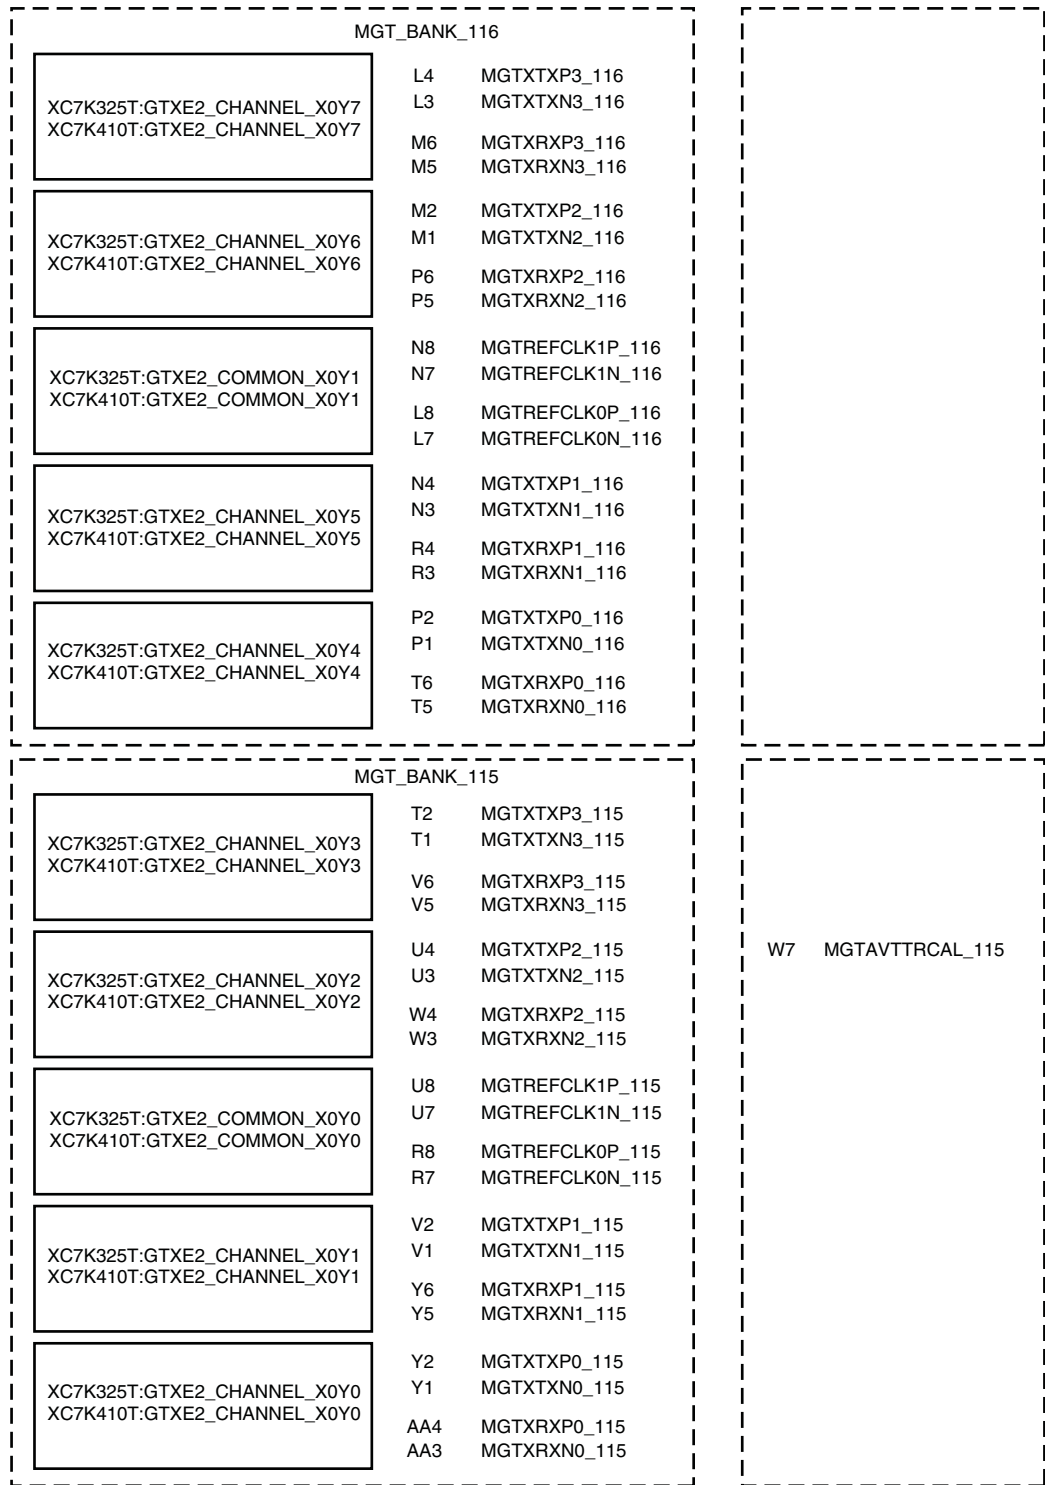 MGT_BANK_116
XC7K325T:GTXE2_CHANNEL_X0Y7
XC7K410T:GTXE2_CHANNEL_X0Y7
L4 MGTXTXP3_116
L3 MGTXTXN3_116
M6 MGTXRXP3_116
M5 MGTXRXN3_116
XC7K325T:GTXE2_CHANNEL_X0Y6
XC7K410T:GTXE2_CHANNEL_X0Y6
M2 MGTXTXP2_116
M1 MGTXTXN2_116
P6 MGTXRXP2_116
P5 MGTXRXN2_116
XC7K325T:GTXE2_COMMON_X0Y1
XC7K410T:GTXE2_COMMON_X0Y1
N8 MGTREFCLK1P_116
N7 MGTREFCLK1N_116
L8 MGTREFCLK0P_116
L7 MGTREFCLK0N_116
XC7K325T:GTXE2_CHANNEL_X0Y5
XC7K410T:GTXE2_CHANNEL_X0Y5
N4 MGTXTXP1_116
N3 MGTXTXN1_116
R4 MGTXRXP1_116
R3 MGTXRXN1_116
XC7K325T:GTXE2_CHANNEL_X0Y4
XC7K410T:GTXE2_CHANNEL_X0Y4
P2 MGTXTXP0_116
P1 MGTXTXN0_116
T6 MGTXRXP0_116
T5 MGTXRXN0_116
MGT_BANK_115
XC7K325T:GTXE2_CHANNEL_X0Y3
XC7K410T:GTXE2_CHANNEL_X0Y3
T2 MGTXTXP3_115
T1 MGTXTXN3_115
V6 MGTXRXP3_115
V5 MGTXRXN3_115
XC7K325T:GTXE2_CHANNEL_X0Y2
XC7K410T:GTXE2_CHANNEL_X0Y2
U4 MGTXTXP2_115
U3 MGTXTXN2_115
W4 MGTXRXP2_115
W3 MGTXRXN2_115
XC7K325T:GTXE2_COMMON_X0Y0
XC7K410T:GTXE2_COMMON_X0Y0
U8 MGTREFCLK1P_115
U7 MGTREFCLK1N_115
R8 MGTREFCLK0P_115
R7 MGTREFCLK0N_115
XC7K325T:GTXE2_CHANNEL_X0Y1
XC7K410T:GTXE2_CHANNEL_X0Y1
V2 MGTXTXP1_115
V1 MGTXTXN1_115
Y6 MGTXRXP1_115
Y5 MGTXRXN1_115
XC7K325T:GTXE2_CHANNEL_X0Y0
XC7K410T:GTXE2_CHANNEL_X0Y0
Y2 MGTXTXP0_115
Y1 MGTXTXN0_115
AA4 MGTXRXP0_115
AA3 MGTXRXN0_115
W7 MGTAVTTRCAL_115